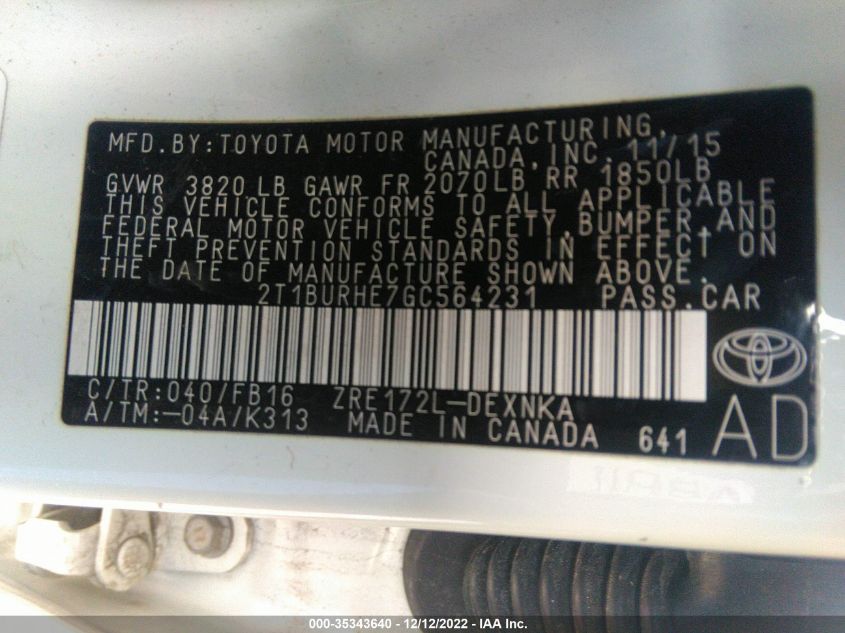 MFD.BY:TOYOTA MOTOR MANUFACTURING,
CANADA,INC. 11/15
GVWR 3820 LB GAWR FR 2070LB RR 1850LB
THIS VEHICLE CONFORMS TO ALL APPLICABLE
FEDERAL MOTOR VEHICLE SAFETY,BUMPER,AND
THEFT PREVENTION STANDARDS IN EFFECT ON
THE DATE OF MANUFACTURE SHOWN ABOVE.
2T1BURHE7GC564231 PASS.CAR
C/TR:040/FB16 ZRE172L-DEXNKA
A/TM:-04A/K313 MADE IN CANADA 641 AD
000-35343640 - 12/12/2022 - IAA Inc.